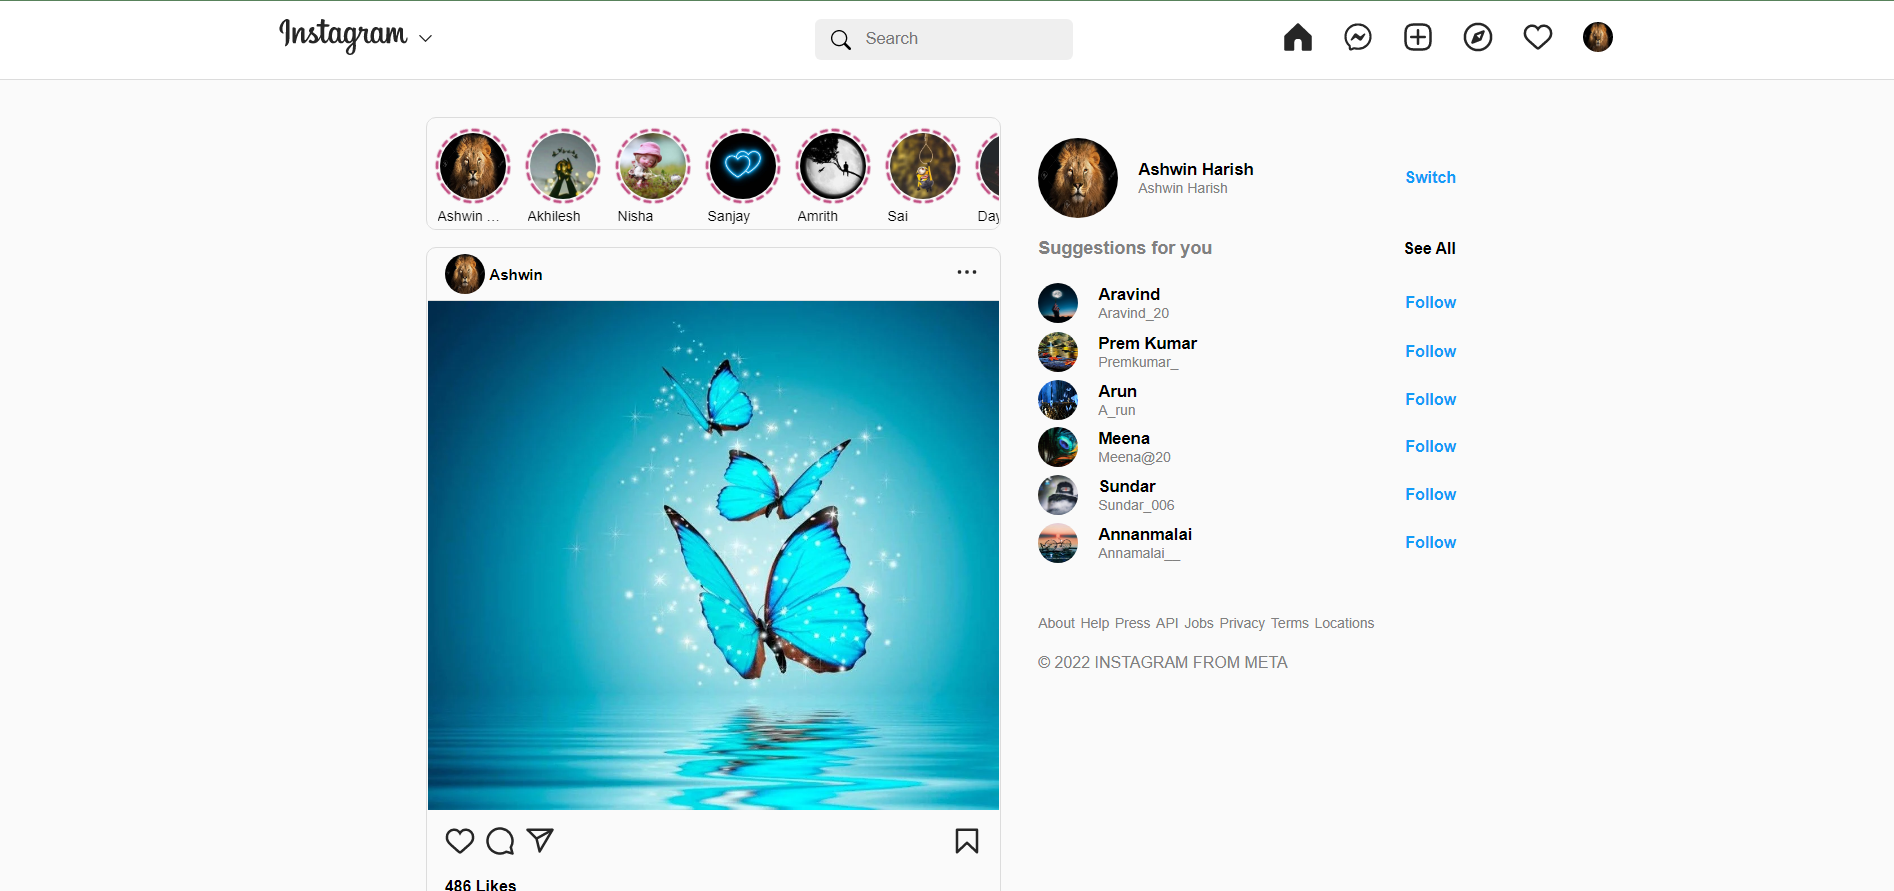 Instagram
Search
Ashwin ...
Akhilesh
Nisha
Sanjay
Amrith
Sai
Day
Ashwin
486 Likes
Ashwin Harish
Ashwin Harish
Switch
Suggestions for you
See All
Aravind
Aravind_20
Follow
Prem Kumar
Premkumar_
Follow
Arun
A_run
Follow
Meena
Meena@20
Follow
Sundar
Sundar_006
Follow
Annanmalai
Annamalai__
Follow
About Help Press API Jobs Privacy Terms Locations
© 2022 INSTAGRAM FROM META